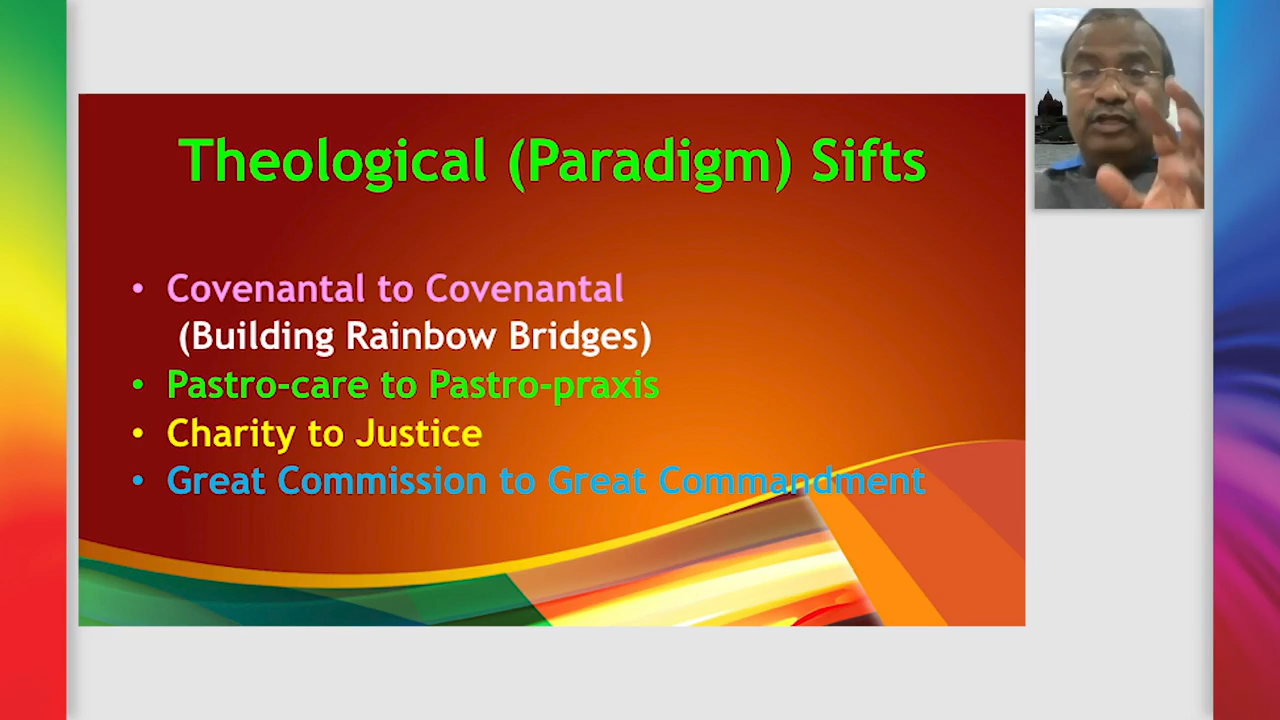 Theological (Paradigm) Sifts
• Covenantal to Covenantal
(Building Rainbow Bridges)
• Pastro-care to Pastro-praxis
• Charity to Justice
• Great Commission to Great Commandment